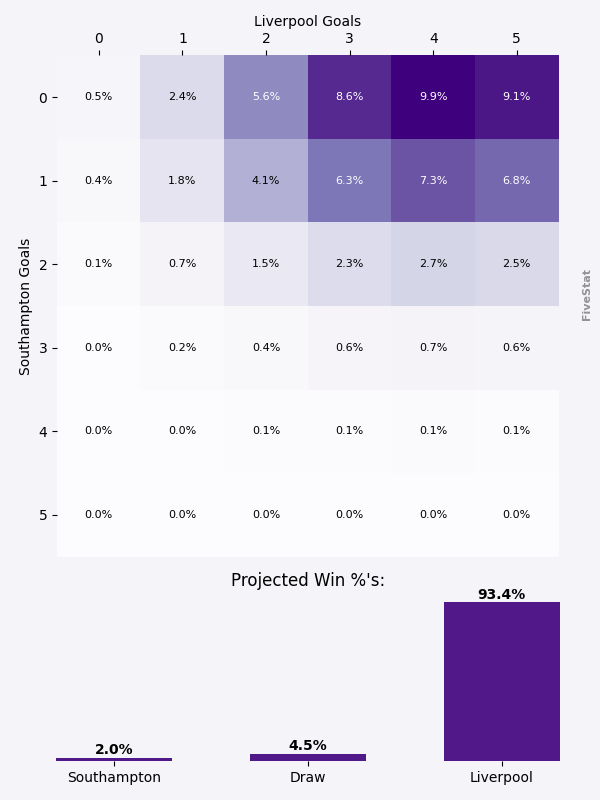 Liverpool Goals
0 1 2 3 4 5
0 0.5% 2.4% 5.6% 8.6% 9.9% 9.1%
1 0.4% 1.8% 4.1% 6.3% 7.3% 6.8%
2 0.1% 0.7% 1.5% 2.3% 2.7% 2.5%
3 0.0% 0.2% 0.4% 0.6% 0.7% 0.6%
4 0.0% 0.0% 0.1% 0.1% 0.1% 0.1%
5 0.0% 0.0% 0.0% 0.0% 0.0% 0.0%
Southampton Goals
FiveStat
Projected Win %'s:
2.0% 4.5% 93.4%
Southampton Draw Liverpool